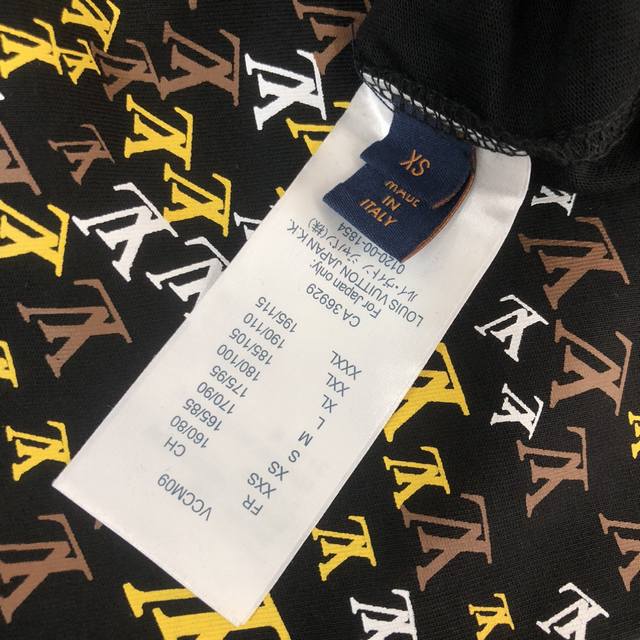 VCCM09
FR CH
XXS 160/80
XS 165/85
S 170/90
M 175/95
L 180/100
XL 185/105
XXL 190/110
XXXL 195/115
CA 36929
For Japan only:
LOUIS VUITTON JAPAN K.K.
ルイ・ヴィトン ジャパン(株)
0120-00-1854
XS
MADE
IN
ITALY